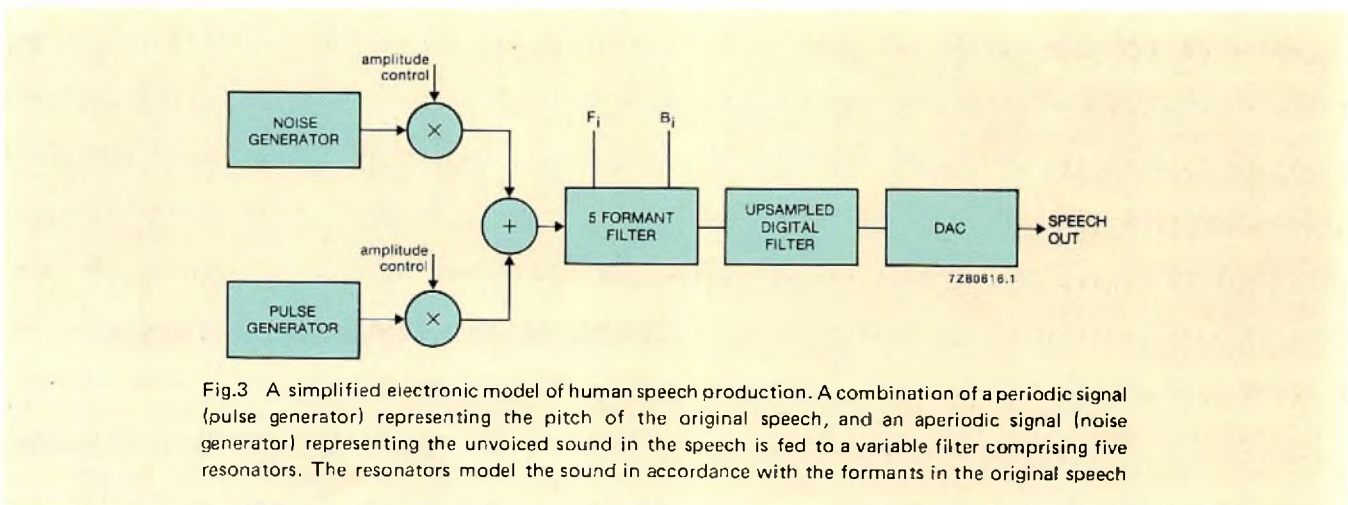 amplitude
control
NOISE
GENERATOR
×
Fi
Bi
+
5 FORMANT
FILTER
UPSAMPLED
DIGITAL
FILTER
DAC
SPEECH
OUT
7Z80616.1
amplitude
control
PULSE
GENERATOR
×
Fig.3 A simplified electronic model of human speech production. A combination of a periodic signal
(pulse generator) representing the pitch of the original speech, and an aperiodic signal (noise
generator) representing the unvoiced sound in the speech is fed to a variable filter comprising five
resonators. The resonators model the sound in accordance with the formants in the original speech